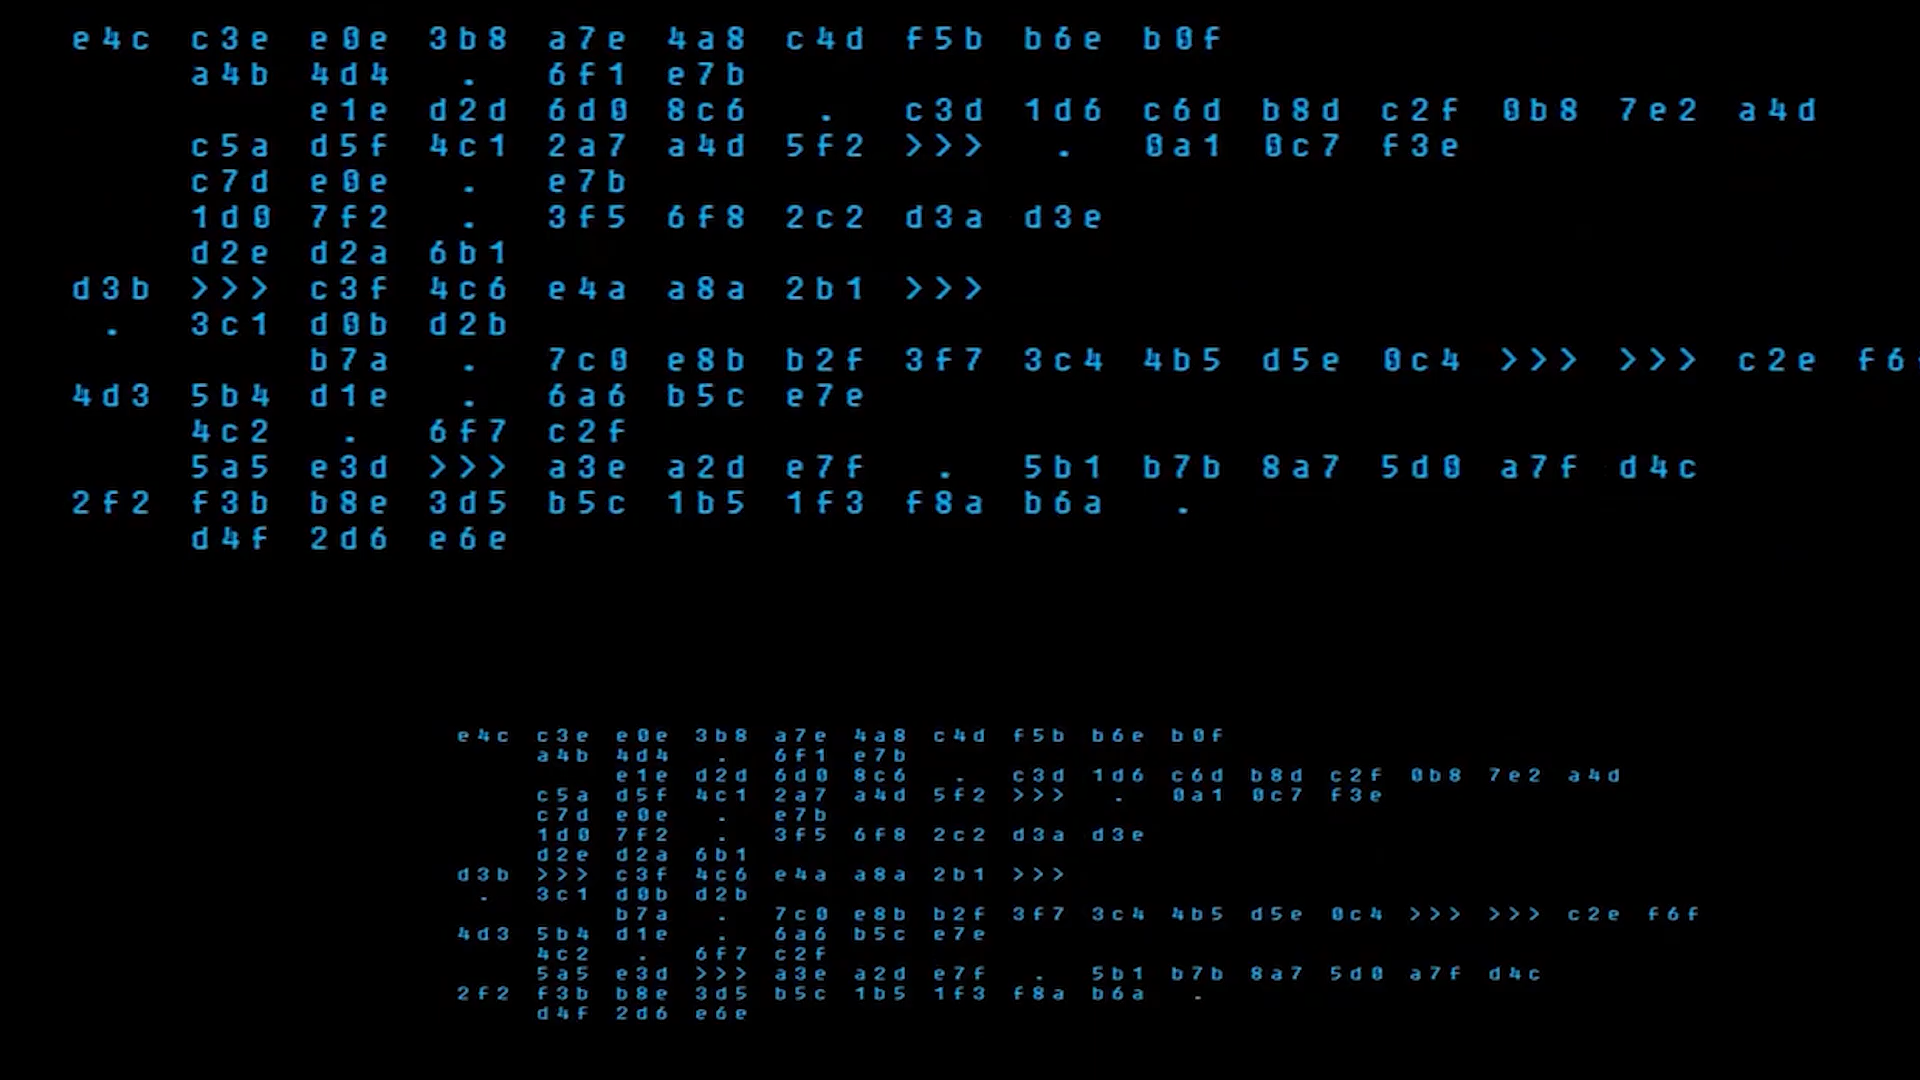 e4c c3e e0e 3b8 a7e 4a8 c4d f5b b6e b0f
a4b 4d4 . 6f1 e7b
e1e d2d 6d0 8c6 . c3d 1d6 c6d b8d c2f 0b8 7e2 a4d
c5a d5f 4c1 2a7 a4d 5f2 >>> . 0a1 0c7 f3e
c7d e0e . e7b
1d0 7f2 . 3f5 6f8 2c2 d3a d3e
d2e d2a 6b1
d3b >>> c3f 4c6 e4a a8a 2b1 >>>
. 3c1 d0b d2b
b7a . 7c0 e8b b2f 3f7 3c4 4b5 d5e 0c4 >>> >>> c2e f6
4d3 5b4 d1e . 6a6 b5c e7e
4c2 . 6f7 c2f
5a5 e3d >>> a3e a2d e7f . 5b1 b7b 8a7 5d0 a7f d4c
2f2 f3b b8e 3d5 b5c 1b5 1f3 f8a b6a .
d4f 2d6 e6e
e4c c3e e0e 3b8 a7e 4a8 c4d f5b b6e b0f
a4b 4d4 . 6f1 e7b
e1e d2d 6d0 8c6 . c3d 1d6 c6d b8d c2f 0b8 7e2 a4d
c5a d5f 4c1 2a7 a4d 5f2 >>> . 0a1 0c7 f3e
c7d e0e . e7b
1d0 7f2 . 3f5 6f8 2c2 d3a d3e
d2e d2a 6b1
d3b >>> c3f 4c6 e4a a8a 2b1 >>>
. 3c1 d0b d2b
b7a . 7c0 e8b b2f 3f7 3c4 4b5 d5e 0c4 >>> >>> c2e f6f
4d3 5b4 d1e . 6a6 b5c e7e
4c2 . 6f7 c2f
5a5 e3d >>> a3e a2d e7f . 5b1 b7b 8a7 5d0 a7f d4c
2f2 f3b b8e 3d5 b5c 1b5 1f3 f8a b6a .
d4f 2d6 e6e